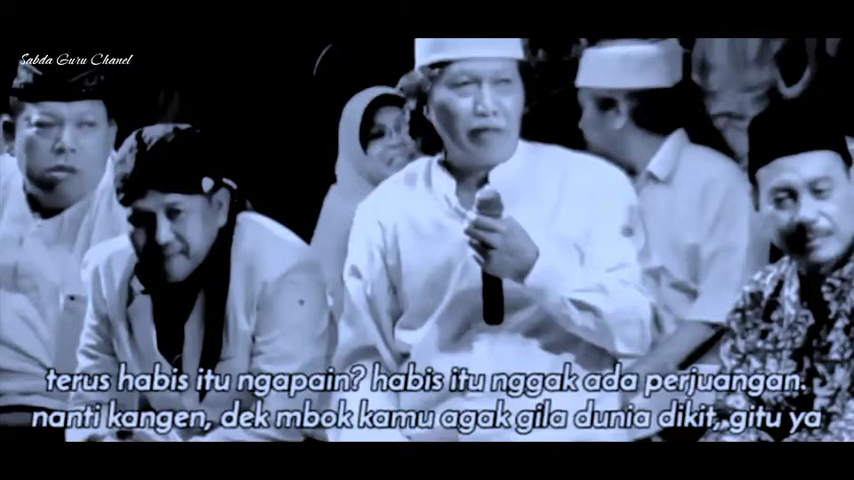 Sabda Guru Chanel
terus habis itu ngapain? habis itu nggak ada perjuangan.
nanti kangen, dek mbok kamu agak gila dunia dikit, gitu ya